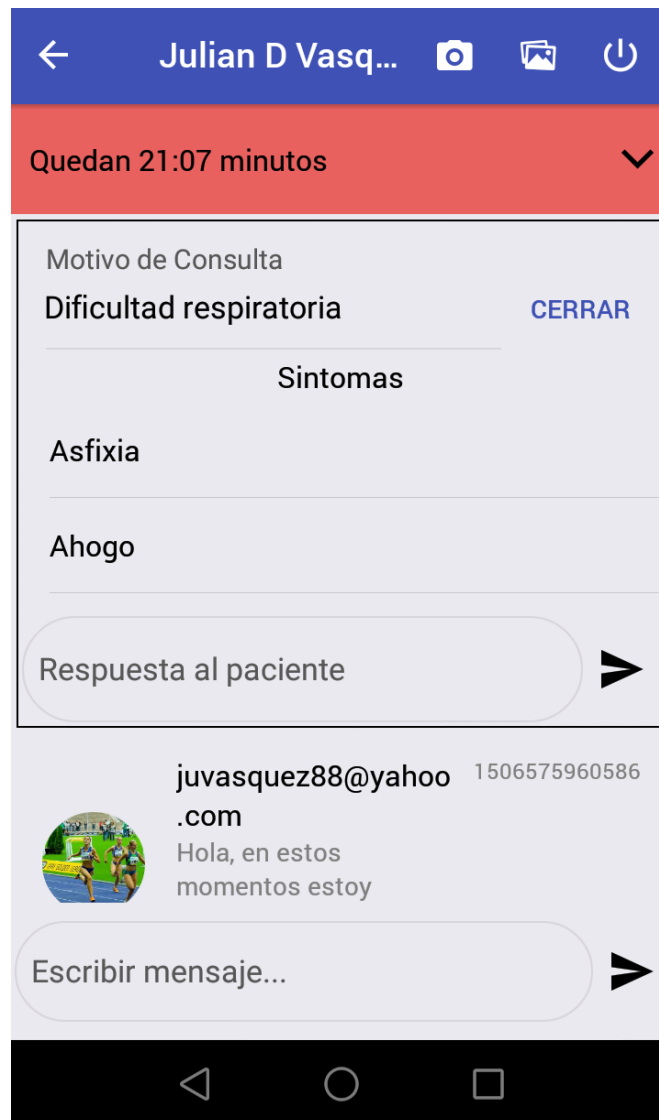 Julian D Vasq...
Quedan 21:07 minutos
Motivo de Consulta
Dificultad respiratoria
CERRAR
Sintomas
Asfixia
Ahogo
Respuesta al paciente
juvasquez88@yahoo
.com
1506575960586
Hola, en estos
momentos estoy
Escribir mensaje...